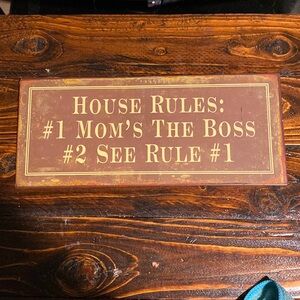 House Rules:
#1 Mom's The Boss
#2 See Rule #1